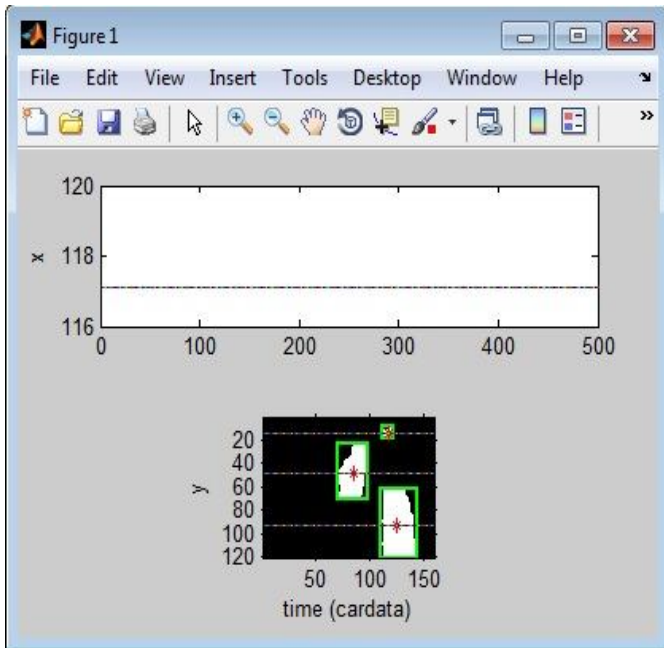 Figure 1
File Edit View Insert Tools Desktop Window Help
120
118
116
x
0 100 200 300 400 500
20
40
60
80
100
120
y
50 100 150
time (cardata)